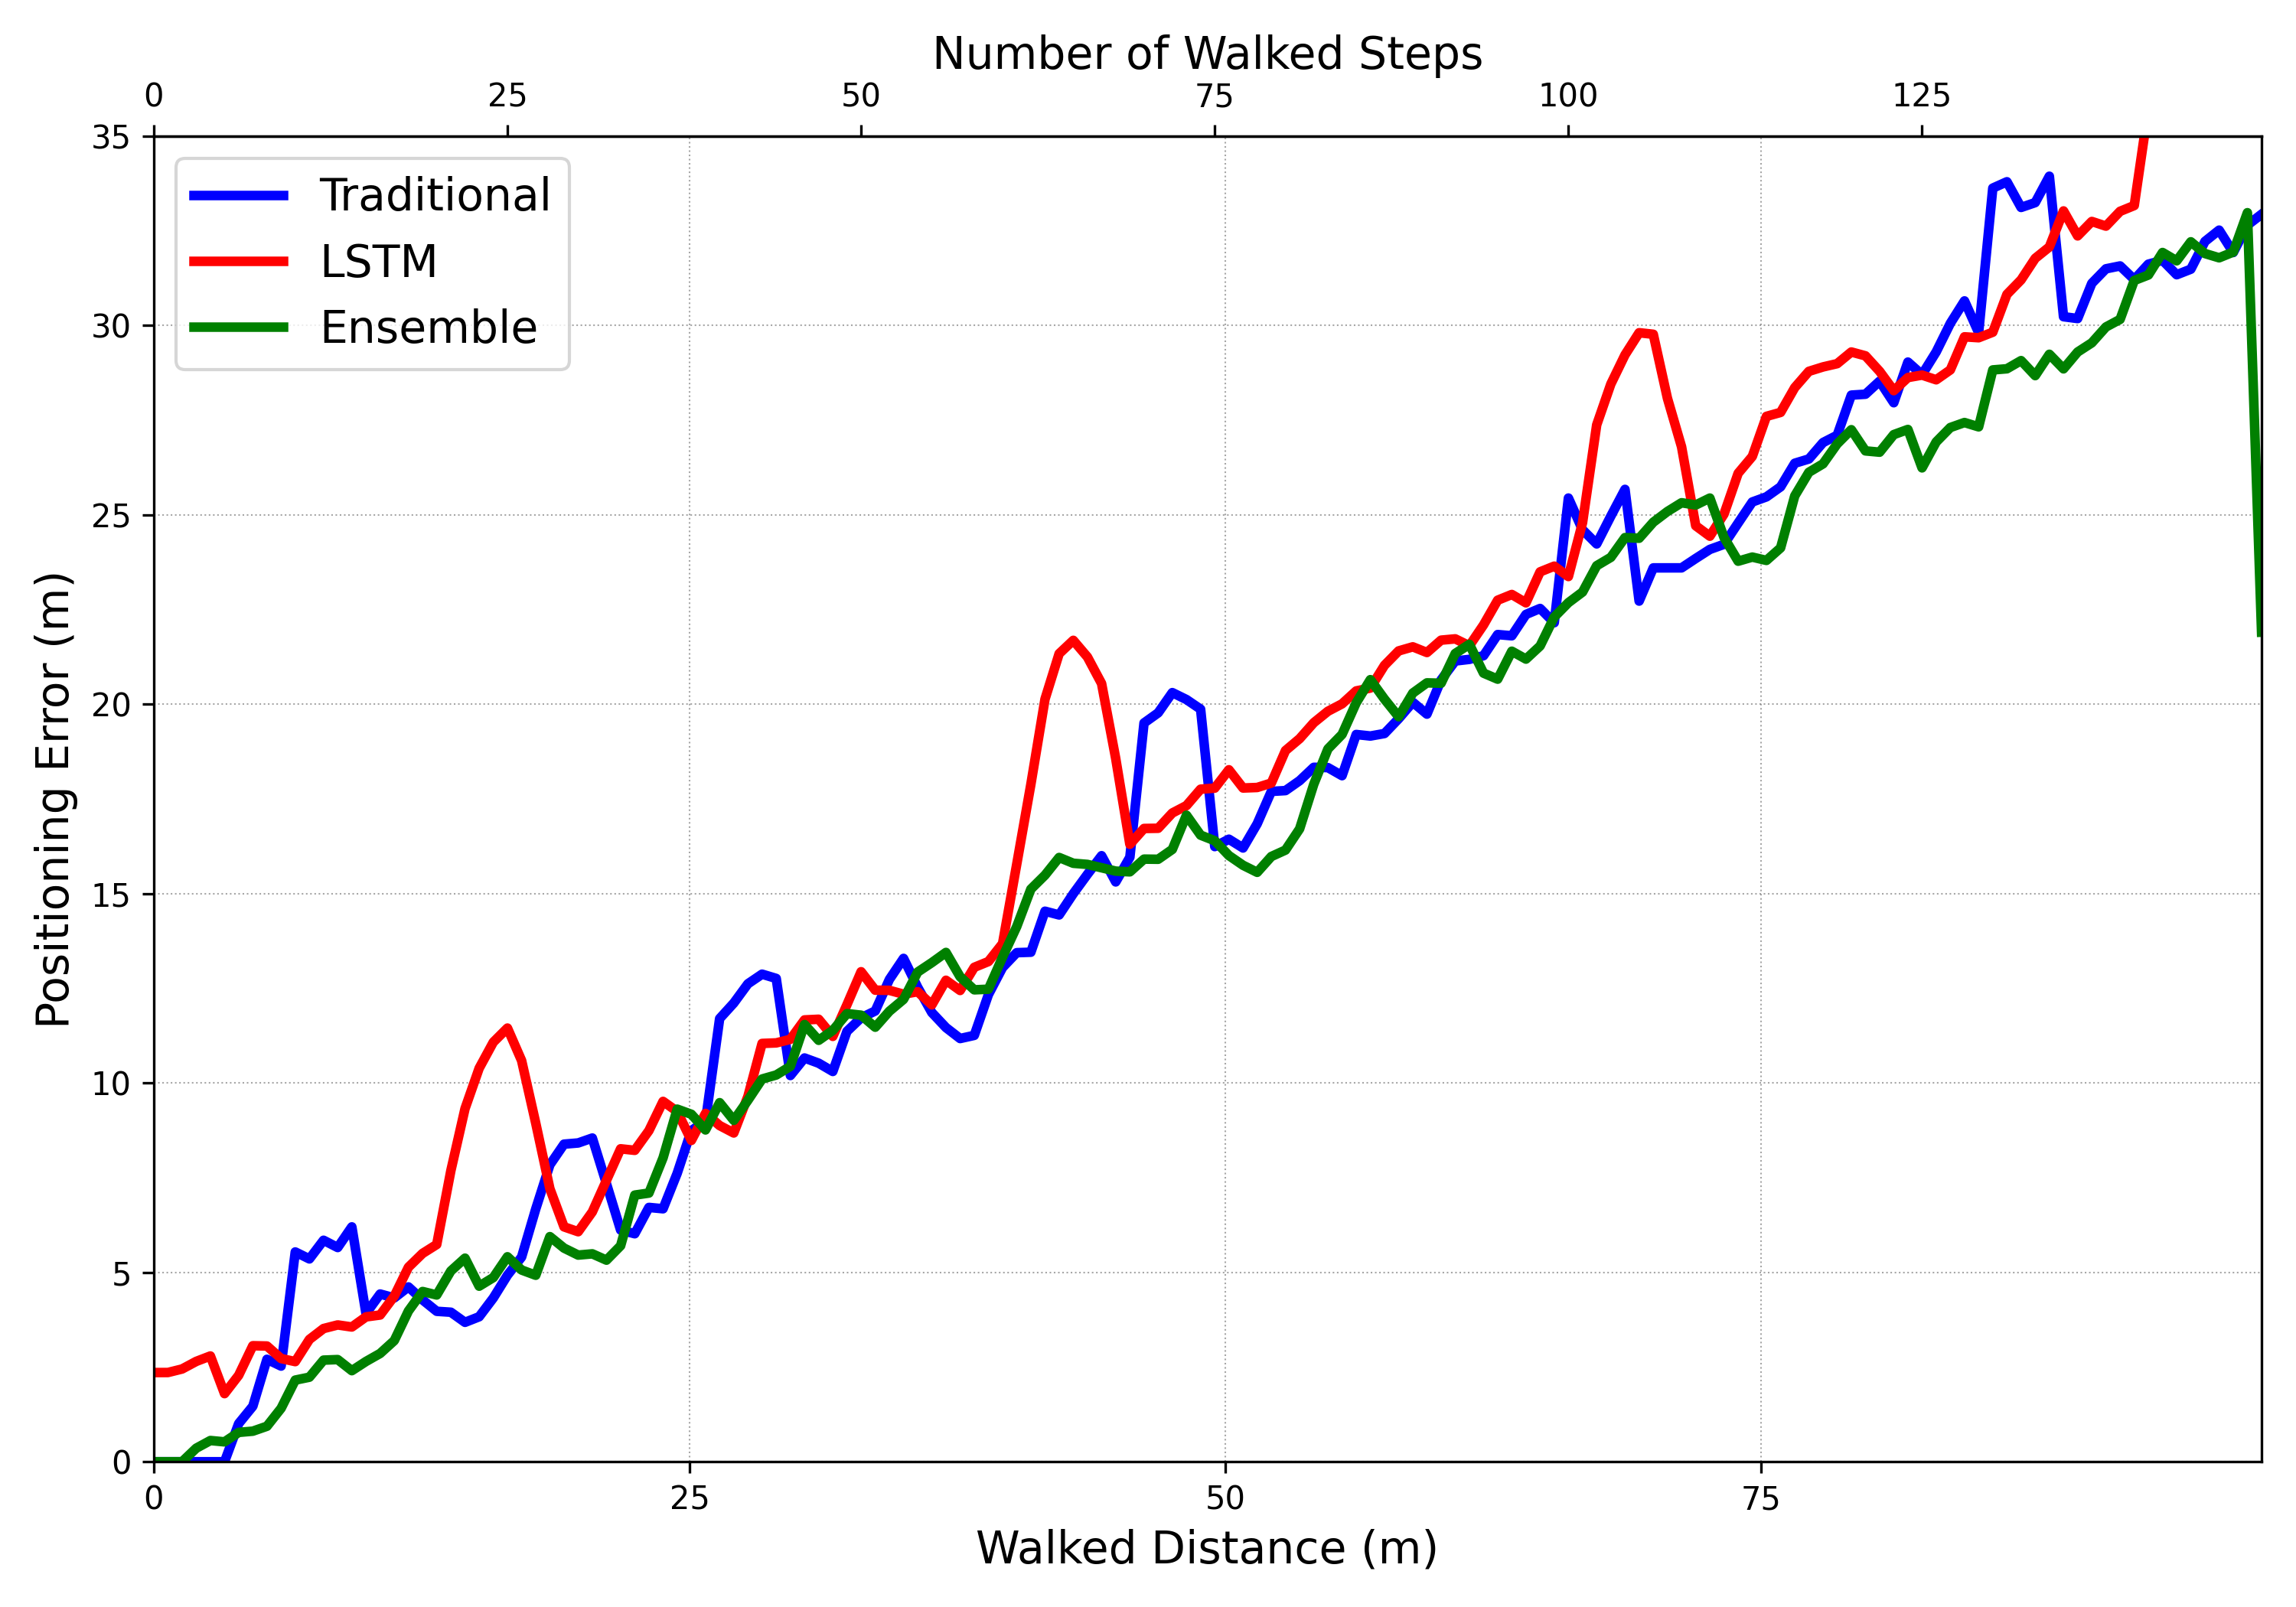 Number of Walked Steps
0 25 50 75 100 125
35
Traditional
LSTM
Ensemble
30
25
20
15
10
5
0
Positioning Error (m)
0 25 50 75
Walked Distance (m)